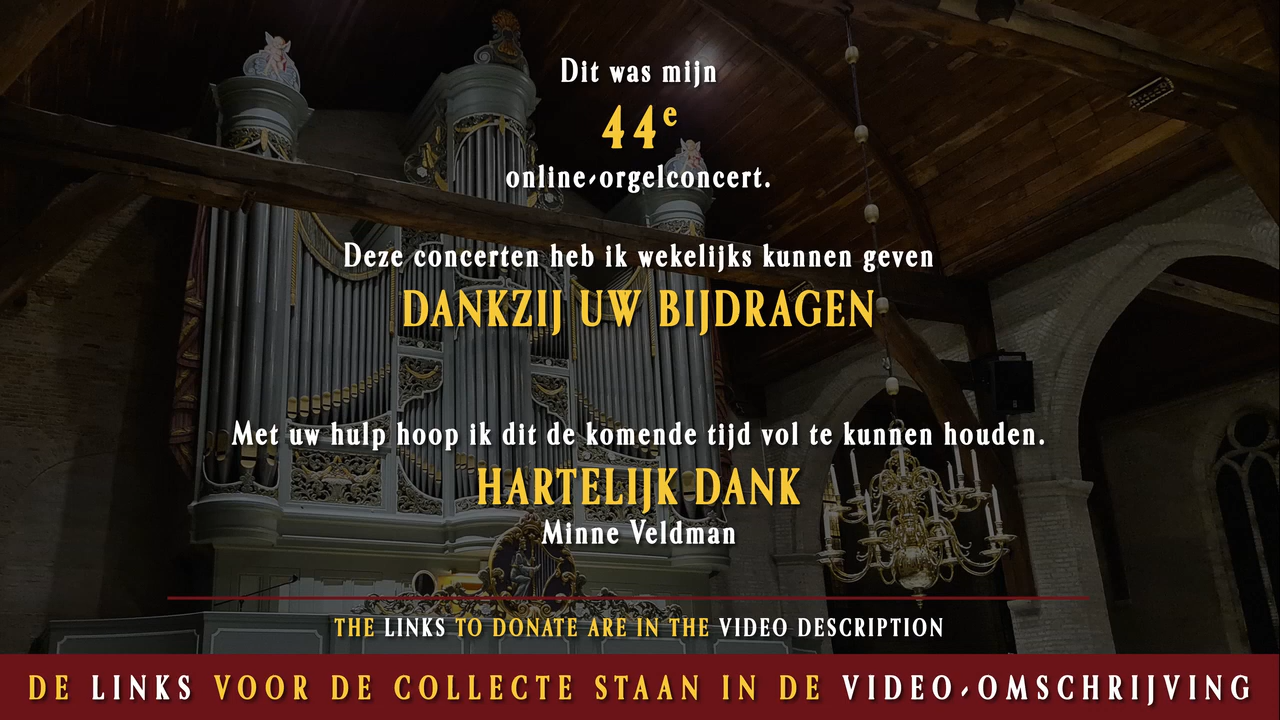 Dit was mijn
44e
online-orgelconcert.
Deze concerten heb ik wekelijks kunnen geven
DANKZIJ UW BIJDRAGEN
Met uw hulp hoop ik dit de komende tijd vol te kunnen houden.
HARTELIJK DANK
Minne Veldman
THE LINKS TO DONATE ARE IN THE VIDEO DESCRIPTION
DE LINKS VOOR DE COLLECTE STAAN IN DE VIDEO-OMSCHRIJVING